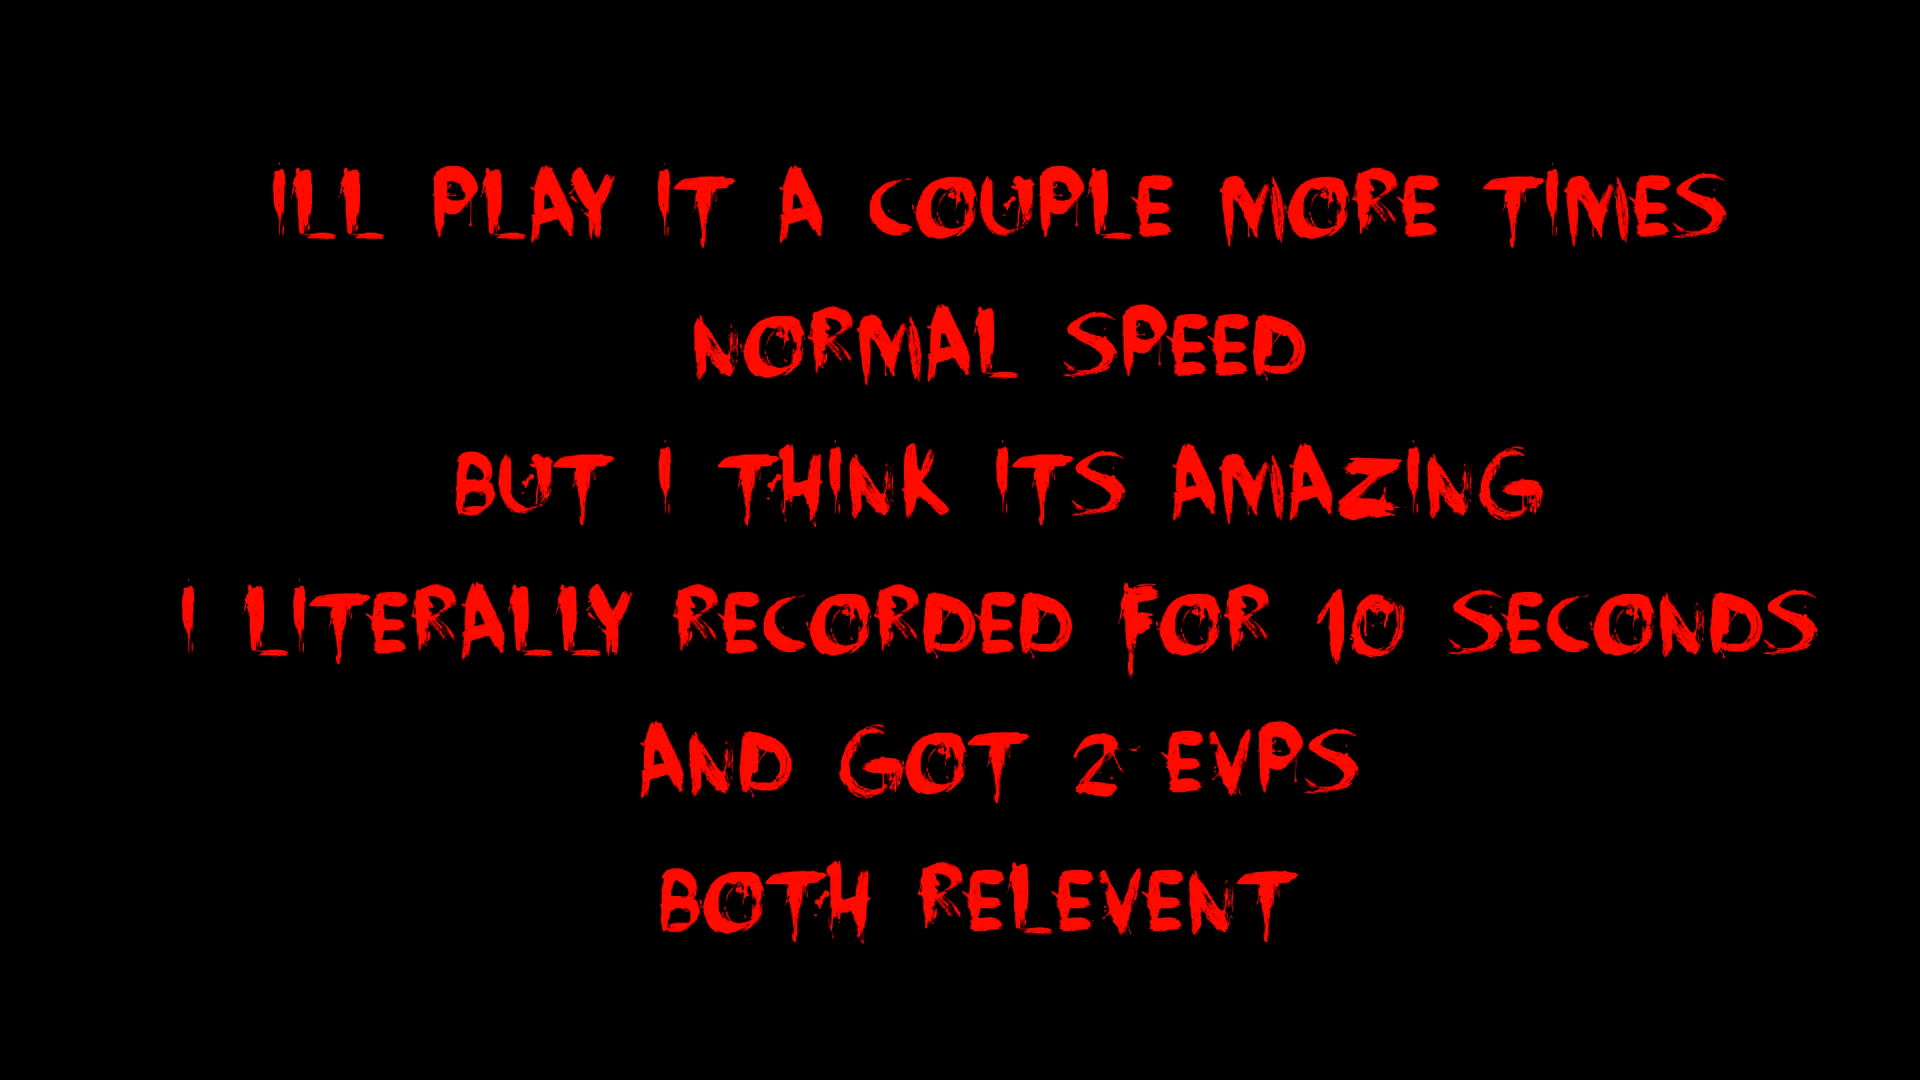 ILL PLAY IT A COUPLE MORE TIMES
NORMAL SPEED
BUT I THINK ITS AMAZING
I LITERALLY RECORDED FOR 10 SECONDS
AND GOT 2 EVPS
BOTH RELEVENT